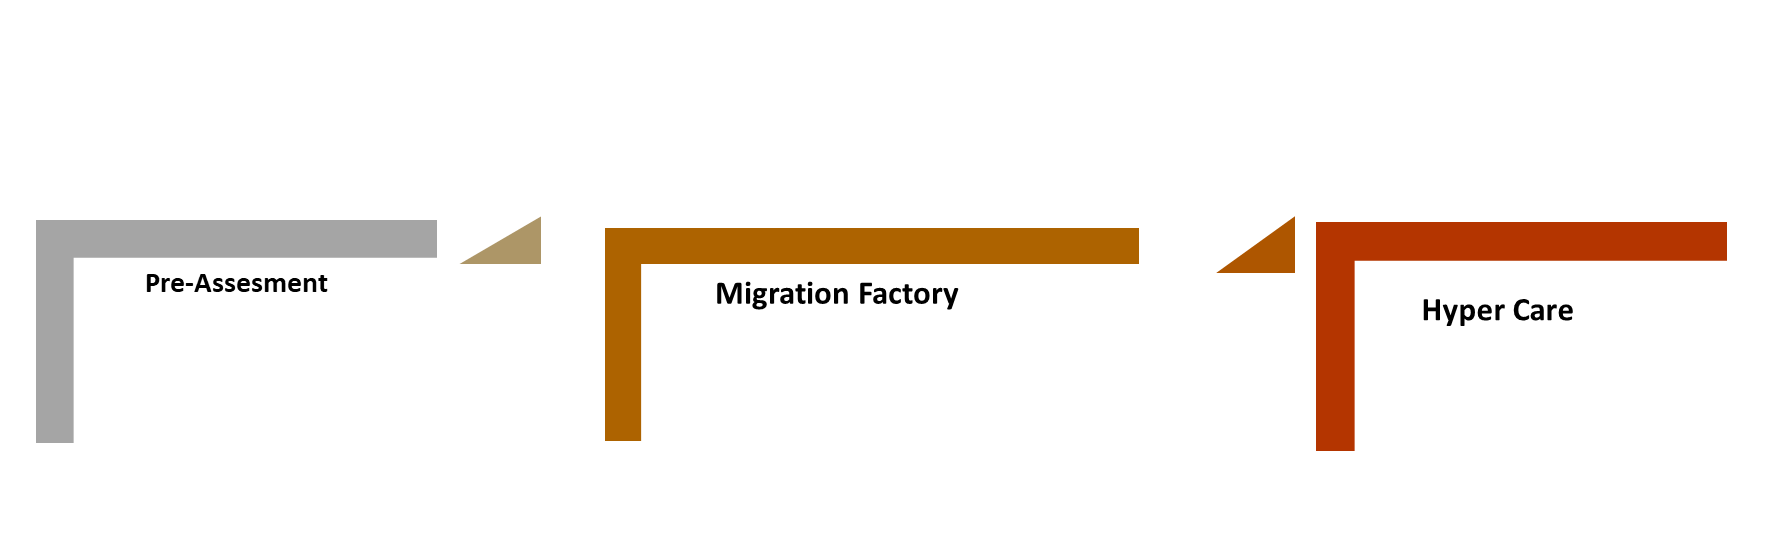 Pre-Assesment
Migration Factory
Hyper Care